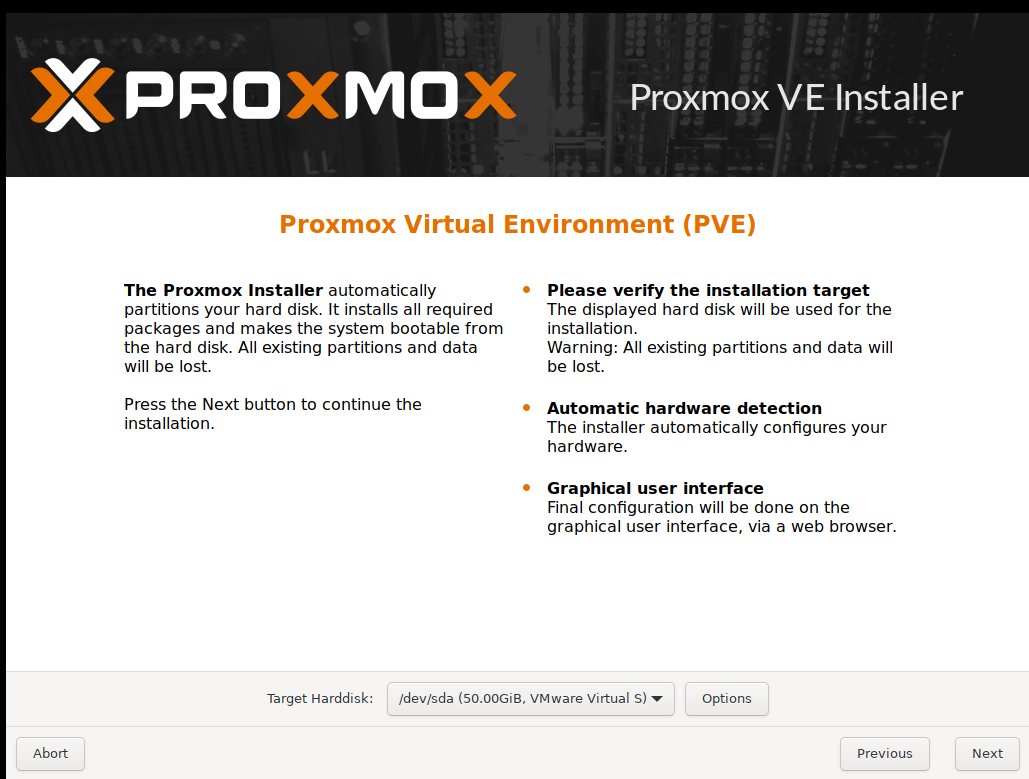 PROXMOX
Proxmox VE Installer
Proxmox Virtual Environment (PVE)
The Proxmox Installer automatically
partitions your hard disk. It installs all required
packages and makes the system bootable from
the hard disk. All existing partitions and data
will be lost.
Press the Next button to continue the
installation.
Please verify the installation target
The displayed hard disk will be used for the
installation.
Warning: All existing partitions and data will
be lost.
Automatic hardware detection
The installer automatically configures your
hardware.
Graphical user interface
Final configuration will be done on the
graphical user interface, via a web browser.
Target Harddisk: /dev/sda (50.00GiB, VMware Virtual S) Options
Abort Previous Next